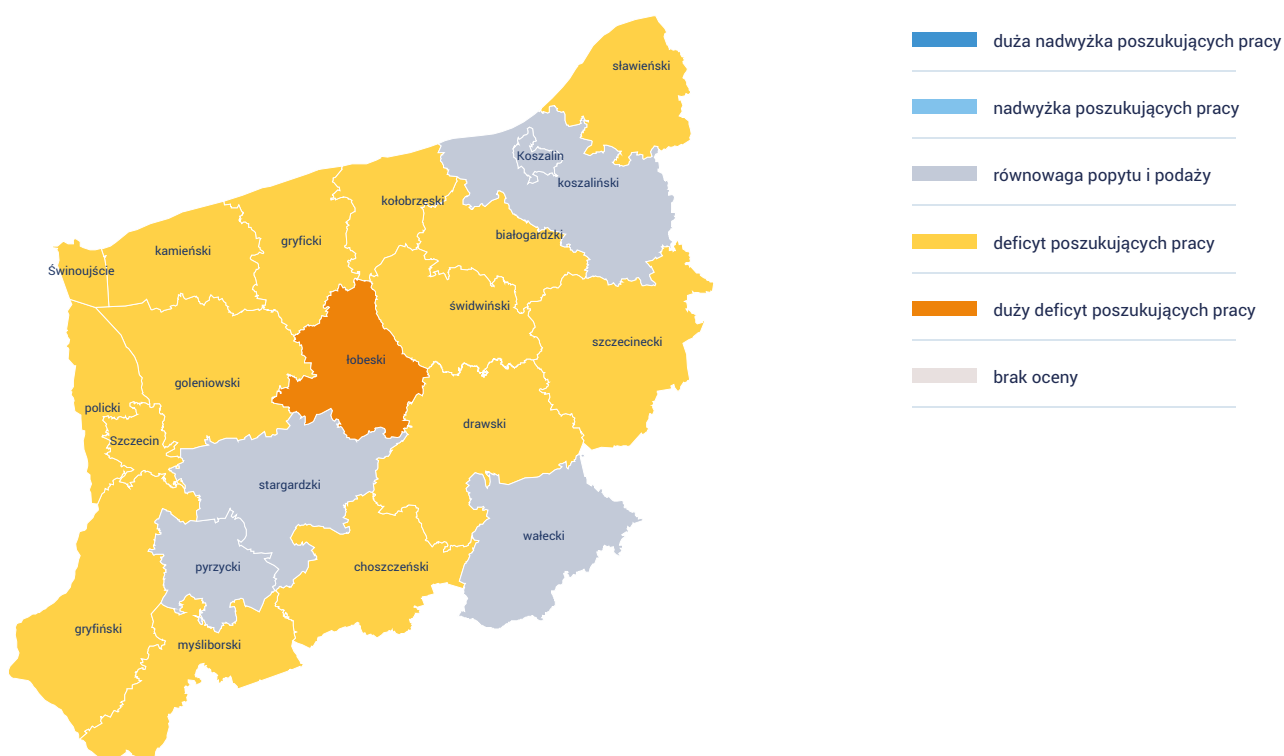 duża nadwyżka poszukujących pracy
sławieński
nadwyżka poszukujących pracy
Koszalin
równowaga popytu i podaży
koszaliński
kołobrzeski
białogardzki
gryficki
deficyt poszukujących pracy
kamieński
Świnoujście
świdwiński
duży deficyt poszukujących pracy
szczecinecki
łobeski
brak oceny
goleniowski
policki
drawski
Szczecin
stargardzki
wałecki
pyrzycki
choszczeński
gryfiński
myśliborski